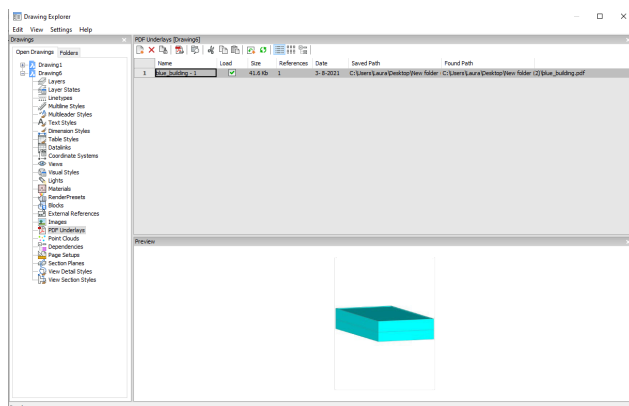 Drawing Explorer
Edit View Settings Help
Drawings
Open Drawings Folders
Drawing1
Drawing6
Layers
Layer States
Linetypes
Multiline Styles
Multileader Styles
Text Styles
Dimension Styles
Table Styles
Datalinks
Coordinate Systems
Views
Visual Styles
Lights
Materials
RenderPresets
Blocks
External References
Images
PDF Underlays
Point Clouds
Dependencies
Page Setups
Section Planes
View Detail Styles
View Section Styles
PDF Underlays [Drawing6]
Name Load Size References Date Saved Path Found Path
1 blue_building - 1 41.6 Kb 1 3- 8-2021 C:\Users\Laura\Desktop\New folder C:\Users\Laura\Desktop\New folder (2)\blue_building.pdf
Preview